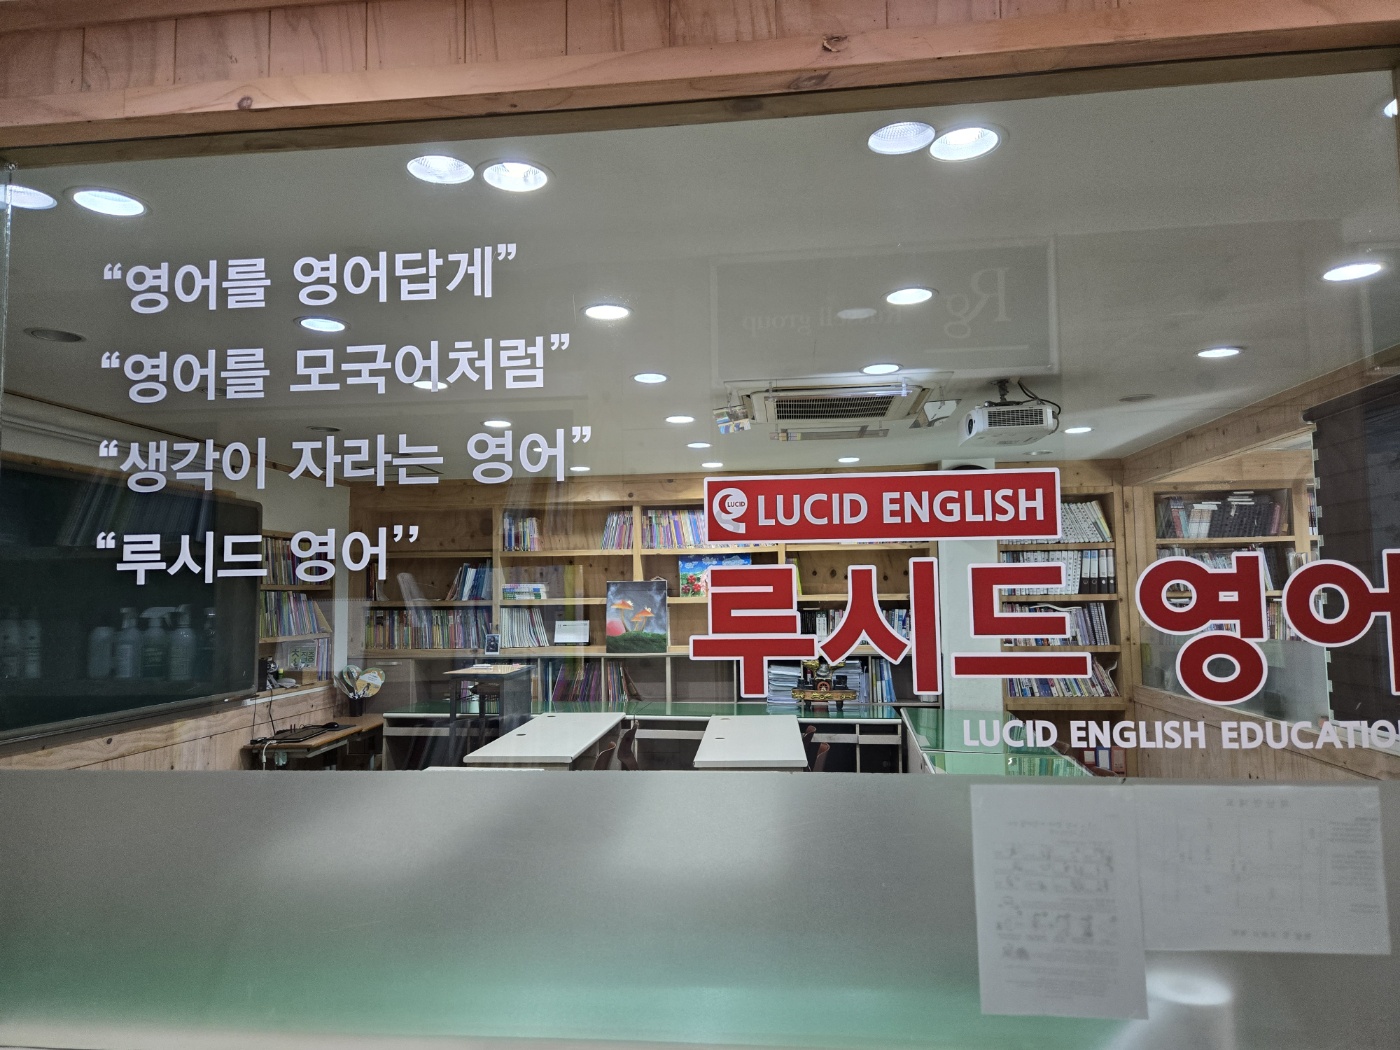 “영어를 영어답게”
“영어를 모국어처럼”
“생각이 자라는 영어”
“루시드 영어”
LUCID
LUCID ENGLISH
루시드 영어
LUCID ENGLISH EDUCATIO
Rg